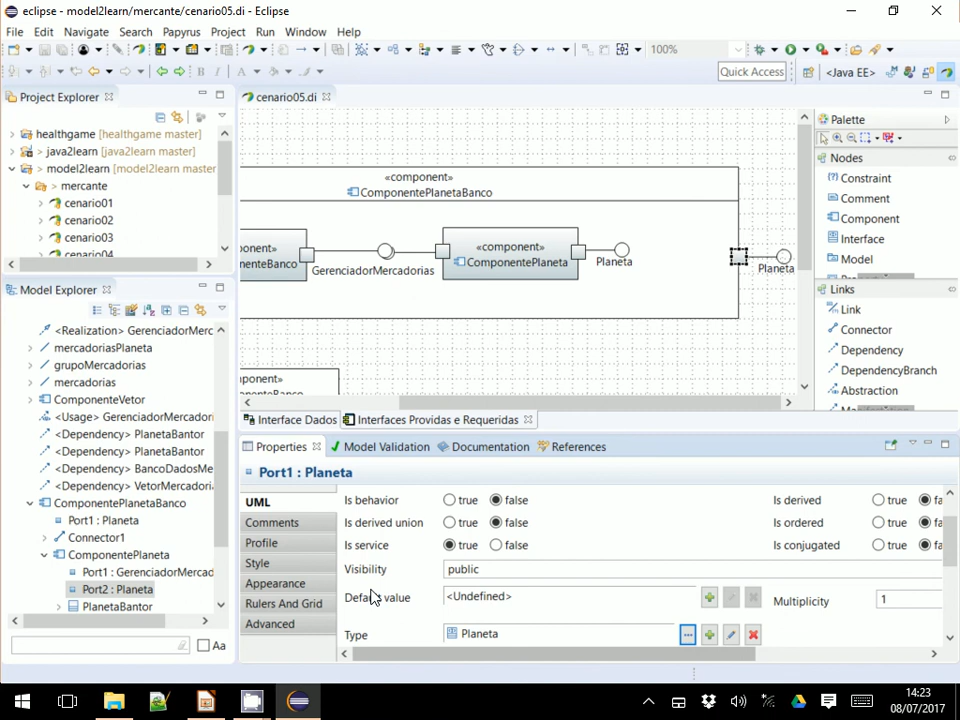 eclipse - model2learn/mercante/cenario05.di - Eclipse
File Edit Navigate Search Papyrus Project Run Window Help
100%
Quick Access
<Java EE>
Project Explorer
healthgame [healthgame master]
> java2learn [java2learn master]
> model2learn [model2learn master
> mercante
> cenario01
> cenario02
> cenario03
> cenario04
Model Explorer
<Realization> GerenciadorMerc
mercadoriasPlaneta
grupoMercadorias
mercadorias
ComponenteVetor
<Usage> GerenciadorMercador
<Dependency> PlanetaBantor
<Dependency> PlanetaBantor
<Dependency> BancoDadosMe
<Dependency> VetorMercadori
ComponentePlanetaBanco
Port1 : Planeta
Connector1
ComponentePlaneta
Port1 : GerenciadorMercad
Port2 : Planeta
PlanetaBantor
Aa
cenario05.di
«component»
ComponentePlanetaBanco
ponent»
nenteBanco
GerenciadorMercadorias
«component»
ComponentePlaneta
Planeta
Planeta
ponent»
Interface Dados
Interfaces Providas e Requeridas
Palette
Nodes
Constraint
Comment
Component
Interface
Model
Links
Link
Connector
Dependency
DependencyBranch
Abstraction
Properties
Model Validation
Documentation
References
Port1 : Planeta
UML
Comments
Profile
Style
Appearance
Rulers And Grid
Advanced
Is behavior true false Is derived true fa
Is derived union true false Is ordered true fa
Is service true false Is conjugated true fa
Visibility public
Default value <Undefined> Multiplicity 1
Type Planeta
14:23
08/07/2017